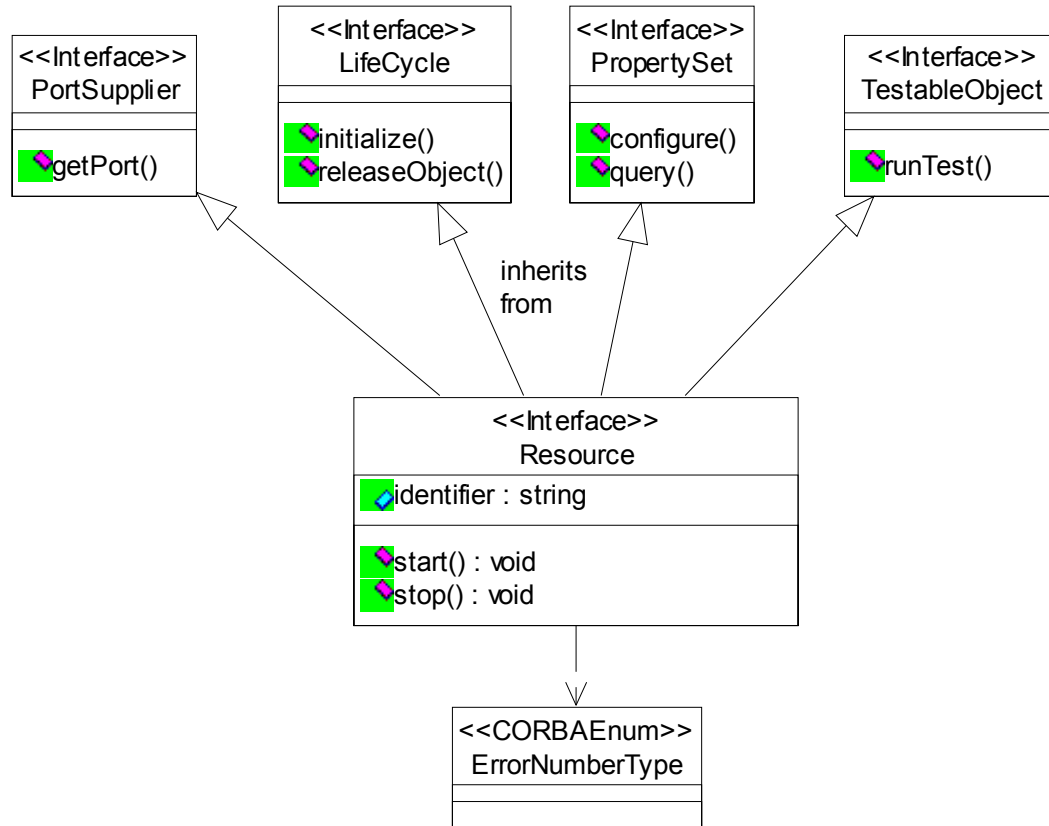 <<Interface>>
PortSupplier
getPort()
<<Interface>>
LifeCycle
initialize()
releaseObject()
<<Interface>>
PropertySet
configure()
query()
<<Interface>>
TestableObject
runTest()
inherits
from
<<Interface>>
Resource
identifier : string
start() : void
stop() : void
<<CORBAEnum>>
ErrorNumberType